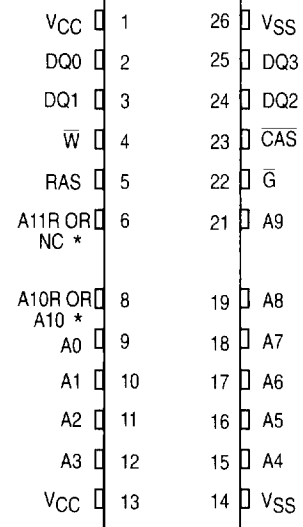 VCC 1 26 VSS
DQ0 2 25 DQ3
DQ1 3 24 DQ2
W̅ 4 23 C̅A̅S̅
RAS 5 22 G̅
A11R OR 6 21 A9
NC *
A10R OR 8 19 A8
A10 *
A0 9 18 A7
A1 10 17 A6
A2 11 16 A5
A3 12 15 A4
VCC 13 14 VSS